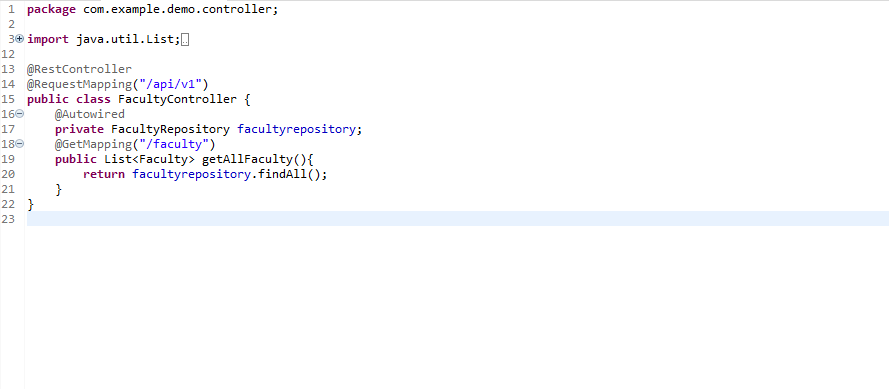 1 package com.example.demo.controller;
2
3 import java.util.List;
12
13 @RestController
14 @RequestMapping("/api/v1")
15 public class FacultyController {
16 @Autowired
17 private FacultyRepository facultyrepository;
18 @GetMapping("/faculty")
19 public List<Faculty> getAllFaculty(){
20 return facultyrepository.findAll();
21 }
22 }
23